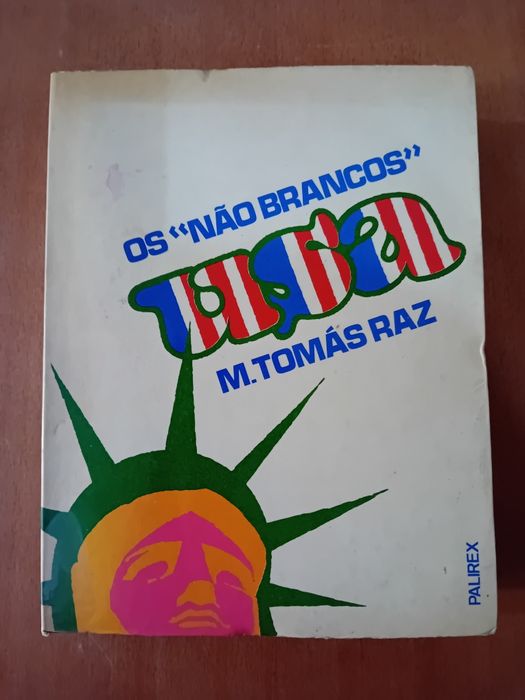 OS “NÃO BRANCOS”
usa
M. TOMÁS RAZ
PALIREX